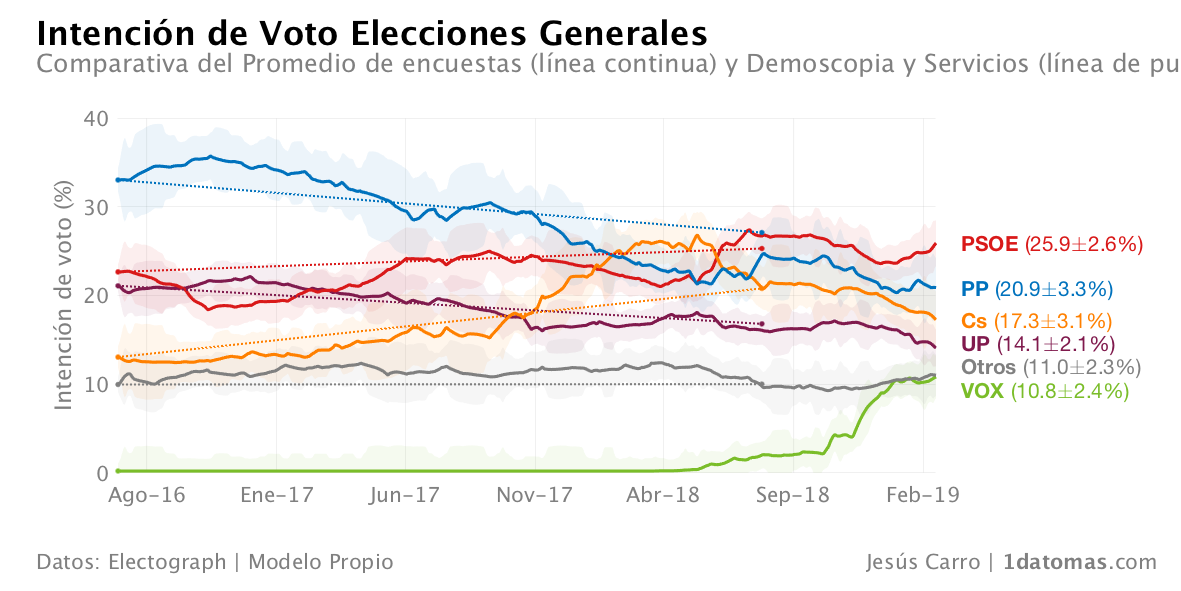 Intención de Voto Elecciones Generales
Comparativa del Promedio de encuestas (línea continua) y Demoscopia y Servicios (línea de pu
Intención de voto (%)
40
30
20
10
0
Ago-16 Ene-17 Jun-17 Nov-17 Abr-18 Sep-18 Feb-19
PSOE (25.9±2.6%)
PP (20.9±3.3%)
Cs (17.3±3.1%)
UP (14.1±2.1%)
Otros (11.0±2.3%)
VOX (10.8±2.4%)
Datos: Electograph | Modelo Propio
Jesús Carro | 1datomas.com